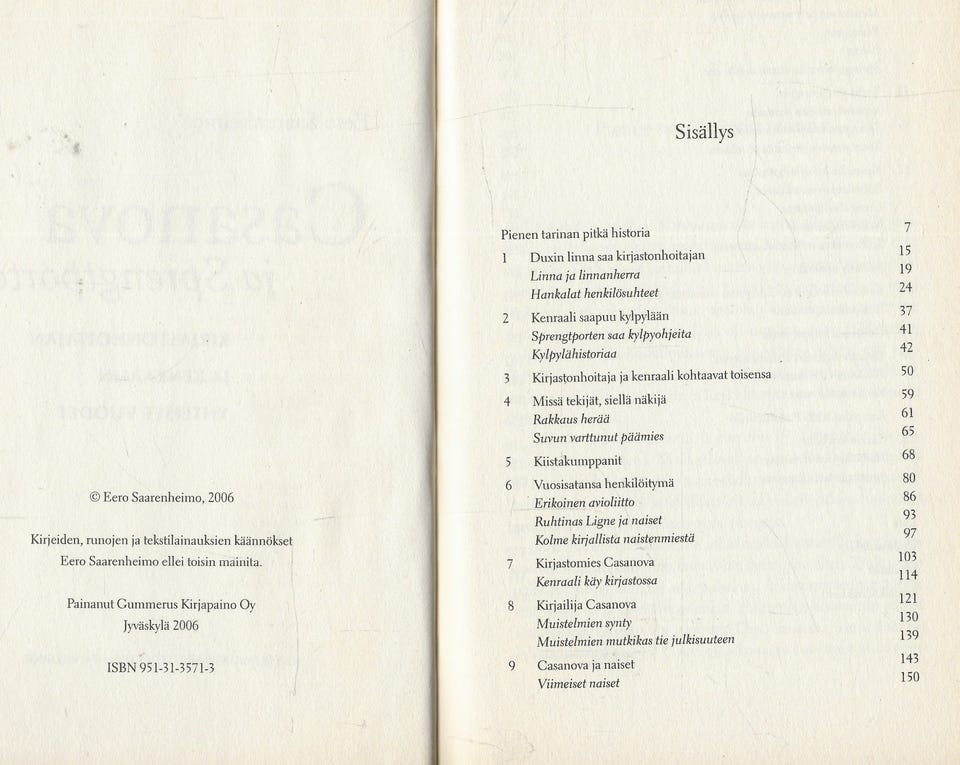 © Eero Saarenheimo, 2006
Kirjeiden, runojen ja tekstilainauksien käännökset
Eero Saarenheimo ellei toisin mainita.
Painanut Gummerus Kirjapaino Oy
Jyväskylä 2006
ISBN 951-31-3571-3
Sisällys
Pienen tarinan pitkä historia 7
1 Duxin linna saa kirjastonhoitajan 15
Linna ja linnanherra 19
Hankalat henkilösuhteet 24
2 Kenraali saapuu kylpylään 37
Sprengtporten saa kylpyohjeita 41
Kylpylähistoriaa 42
3 Kirjastonhoitaja ja kenraali kohtaavat toisensa 50
4 Missä tekijät, siellä näkijä 59
Rakkaus herää 61
Suvun varttunut päämies 65
5 Kiistakumppanit 68
6 Vuosisatansa henkilöitymä 80
Erikoinen avioliitto 86
Ruhtinas Ligne ja naiset 93
Kolme kirjallista naistenmiestä 97
7 Kirjastomies Casanova 103
Kenraali käy kirjastossa 114
8 Kirjailija Casanova 121
Muistelmien synty 130
Muistelmien mutkikas tie julkisuuteen 139
9 Casanova ja naiset 143
Viimeiset naiset 150